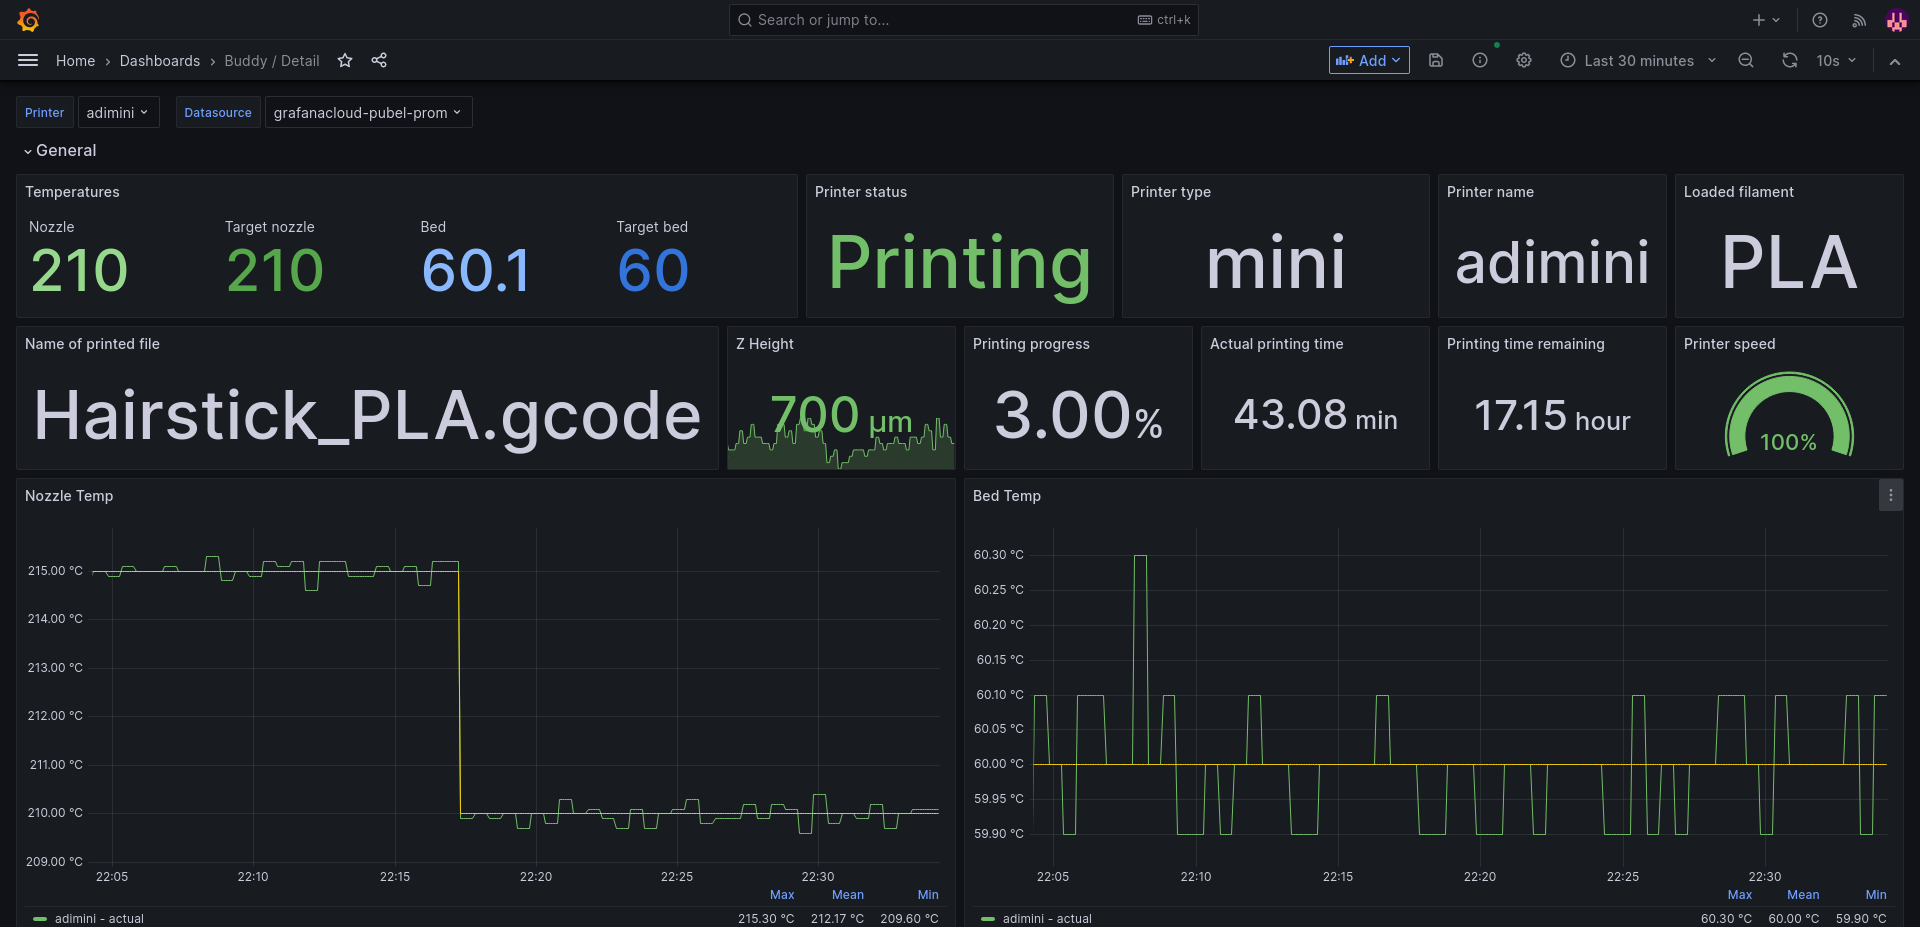 Search or jump to...
ctrl+k
Home › Dashboards › Buddy / Detail
Add
Last 30 minutes
10s
Printer
adimini
Datasource
grafanacloud-pubel-prom
General
Temperatures
Nozzle
210
Target nozzle
210
Bed
60.1
Target bed
60
Printer status
Printing
Printer type
mini
Printer name
adimini
Loaded filament
PLA
Name of printed file
Hairstick_PLA.gcode
Z Height
700 µm
Printing progress
3.00%
Actual printing time
43.08 min
Printing time remaining
17.15 hour
Printer speed
100%
Nozzle Temp
215.00 °C
214.00 °C
213.00 °C
212.00 °C
211.00 °C
210.00 °C
209.00 °C
22:05 22:10 22:15 22:20 22:25 22:30
Max Mean Min
adimini - actual 215.30 °C 212.17 °C 209.60 °C
Bed Temp
60.30 °C
60.25 °C
60.20 °C
60.15 °C
60.10 °C
60.05 °C
60.00 °C
59.95 °C
59.90 °C
22:05 22:10 22:15 22:20 22:25 22:30
Max Mean Min
adimini - actual 60.30 °C 60.00 °C 59.90 °C